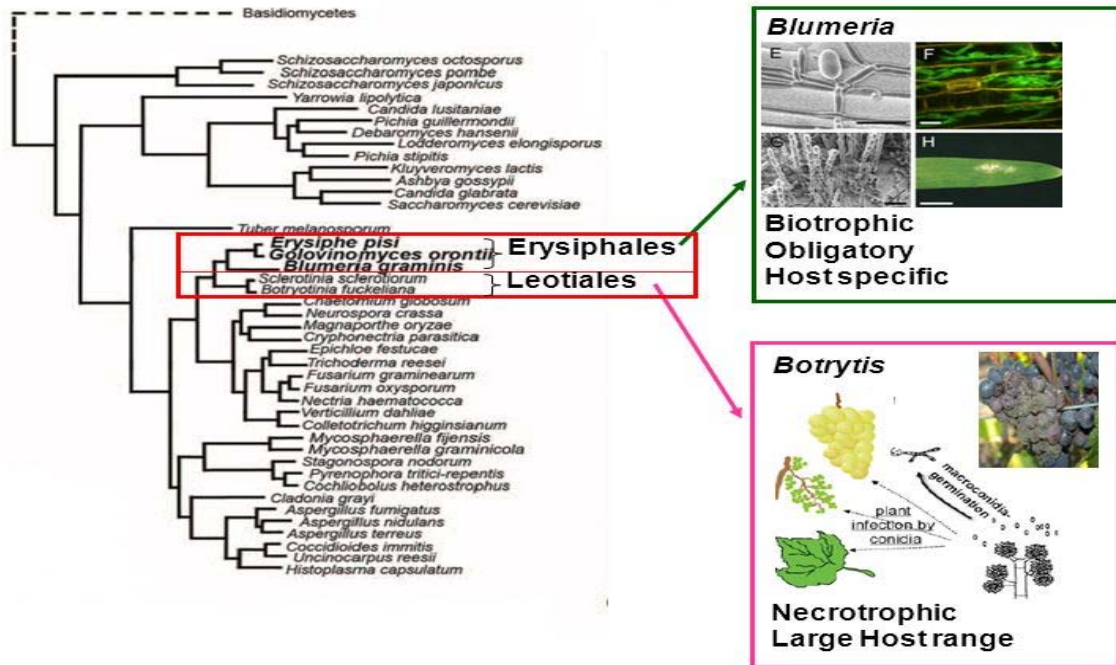 Basidiomycetes
Schizosaccharomyces octosporus
Schizosaccharomyces pombe
Schizosaccharomyces japonicus
Yarrowia lipolytica
Candida lusitaniae
Pichia guillermondii
Debaromyces hansenii
Lodderomyces elongisporus
Pichia stipitis
Kluyveromyces lactis
Ashbya gossypii
Candida glabrata
Saccharomyces cerevisiae
Tuber melanosporum
Erysiphe pisi
Golovinomyces orontii
Blumeria graminis
Erysiphales
Sclerotinia sclerotiorum
Botryotinia fuckeliana
Leotiales
Chaetomium globosum
Neurospora crassa
Magnaporthe oryzae
Cryphonectria parasitica
Epichloe festucae
Trichoderma reesei
Fusarium graminearum
Fusarium oxysporum
Nectria haematococca
Verticillium dahliae
Colletotrichum higginsianum
Mycosphaerella fijensis
Mycosphaerella graminicola
Stagonospora nodorum
Pyrenophora tritici-repentis
Cochliobolus heterostrophus
Cladonia grayi
Aspergillus fumigatus
Aspergillus nidulans
Aspergillus terreus
Coccidioides immitis
Uncinocarpus reesii
Histoplasma capsulatum
Blumeria
E
F
G
H
Biotrophic
Obligatory
Host specific
Botrytis
macroconidia-
germination
plant
infection by
conidia
Necrotrophic
Large Host range